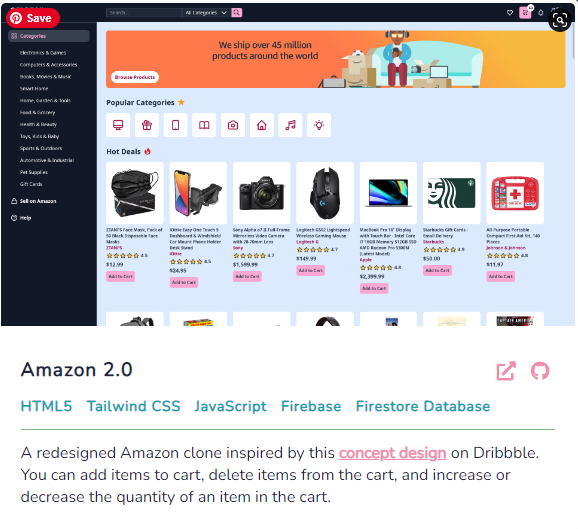 Save
Search...
All Categories
Categories
Electronics & Games
Computers & Accessories
Books, Movies & Music
Smart Home
Home, Garden & Tools
Food & Grocery
Health & Beauty
Toys, Kids & Baby
Sports & Outdoors
Automotive & Industrial
Pet Supplies
Gift Cards
Sell on Amazon
Help
We ship over 45 million
products around the world
Browse Products
Popular Categories
Hot Deals
ZTANPS Face Mask, Pack of
50 Black Disposable Face
Masks
ZTANPS
4.5
$12.99
Add to Cart
iOttie Easy One Touch 5
Dashboard & Windshield
Car Mount Phone Holder
Desk Stand
iOttie
4.5
$24.95
Add to Cart
Sony Alpha a7 II Full-Frame
Mirrorless Video Camera
with 28-70mm Lens
Sony
4.7
$1,599.99
Add to Cart
Logitech G502 Lightspeed
Wireless Gaming Mouse
Logitech G
4.7
$149.99
Add to Cart
MacBook Pro 16" Display
with Touch Bar - Intel Core
i7 16GB Memory 512GB SSD
AMD Radeon Pro 5300M
(Latest Model)
Apple
4.8
$2,399.99
Add to Cart
Starbucks Gift Cards -
Email Delivery
Starbucks
4.9
$50.00
Add to Cart
All-Purpose Portable
Compact First Aid Kit, 140
Pieces
Johnson & Johnson
4.8
$11.97
Add to Cart
Amazon 2.0
HTML5 Tailwind CSS JavaScript Firebase Firestore Database
A redesigned Amazon clone inspired by this concept design on Dribbble.
You can add items to cart, delete items from the cart, and increase or
decrease the quantity of an item in the cart.